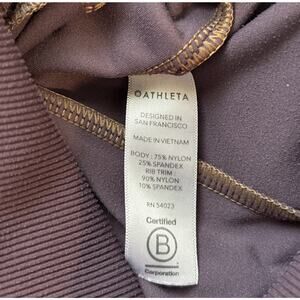 ATHLETA
DESIGNED IN
SAN FRANCISCO
MADE IN VIETNAM
BODY : 75% NYLON
25% SPANDEX
RIB TRIM :
90% NYLON
10% SPANDEX
RN 54023
Certified
B
Corporation